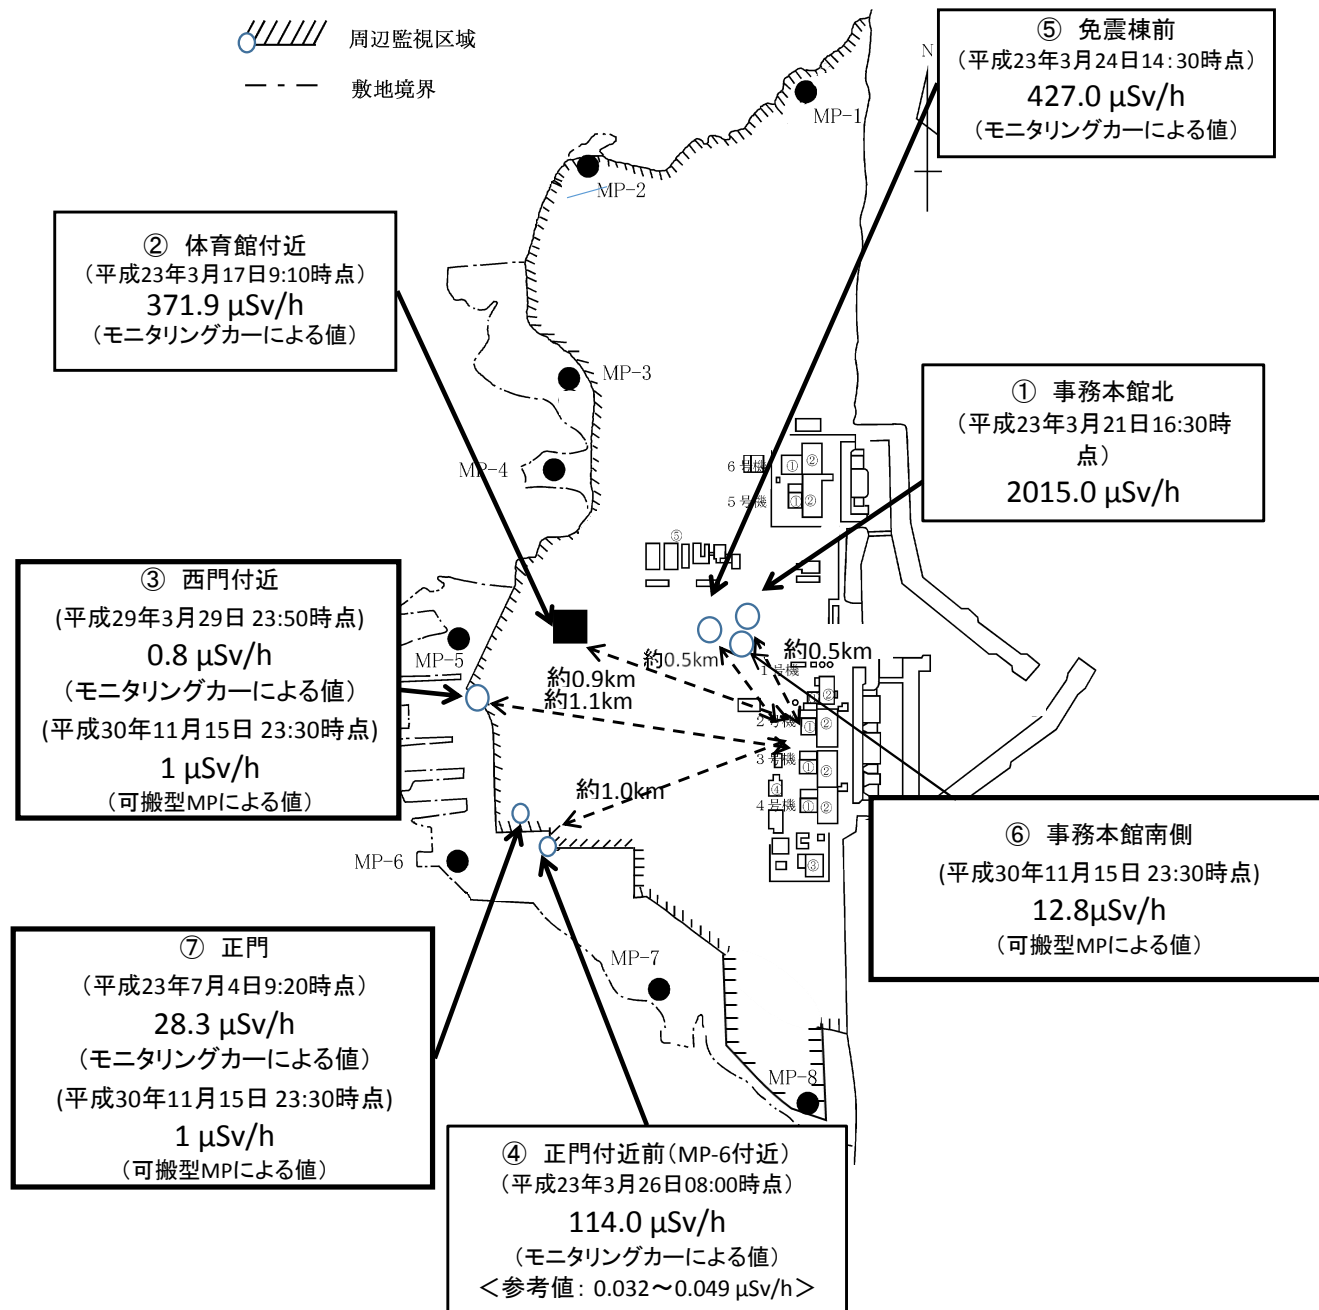 周辺監視区域
敷地境界
⑤ 免震棟前
(平成23年3月24日14:30時点)
427.0 μSv/h
(モニタリングカーによる値)
N
MP-1
MP-2
② 体育館付近
(平成23年3月17日9:10時点)
371.9 μSv/h
(モニタリングカーによる値)
MP-3
① 事務本館北
(平成23年3月21日16:30時
点)
2015.0 μSv/h
MP-4
6号機
①
②
5号機
①
②
⑤
③ 西門付近
(平成29年3月29日 23:50時点)
0.8 μSv/h
(モニタリングカーによる値)
(平成30年11月15日 23:30時点)
1 μSv/h
(可搬型MPによる値)
MP-5
約0.5km
約0.5km
約0.9km
約1.1km
1号機
②
2号機
①
②
3号機
①
②
④
4号機
①
②
③
約1.0km
MP-6
⑥ 事務本館南側
(平成30年11月15日 23:30時点)
12.8μSv/h
(可搬型MPによる値)
⑦ 正門
(平成23年7月4日9:20時点)
28.3 μSv/h
(モニタリングカーによる値)
(平成30年11月15日 23:30時点)
1 μSv/h
(可搬型MPによる値)
MP-7
MP-8
④ 正門付近前(MP-6付近)
(平成23年3月26日08:00時点)
114.0 μSv/h
(モニタリングカーによる値)
<参考値: 0.032~0.049 μSv/h>